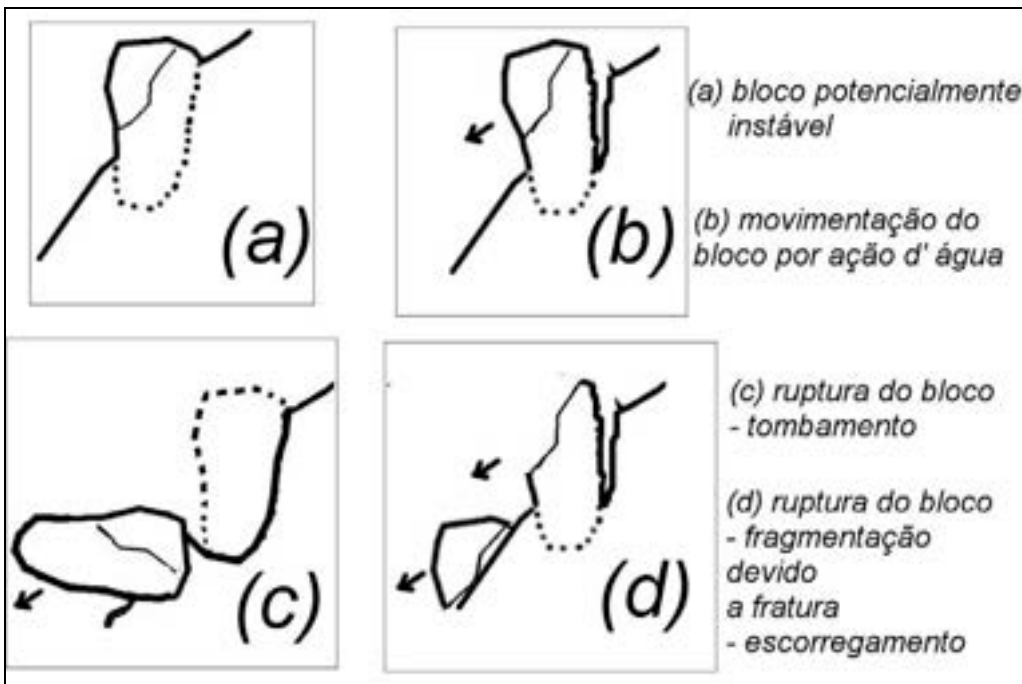 (a)
(b)
(a) bloco potencialmente
instável
(b) movimentação do
bloco por ação d' água
(c)
(d)
(c) ruptura do bloco
- tombamento
(d) ruptura do bloco
- fragmentação
devido
a fratura
- escorregamento